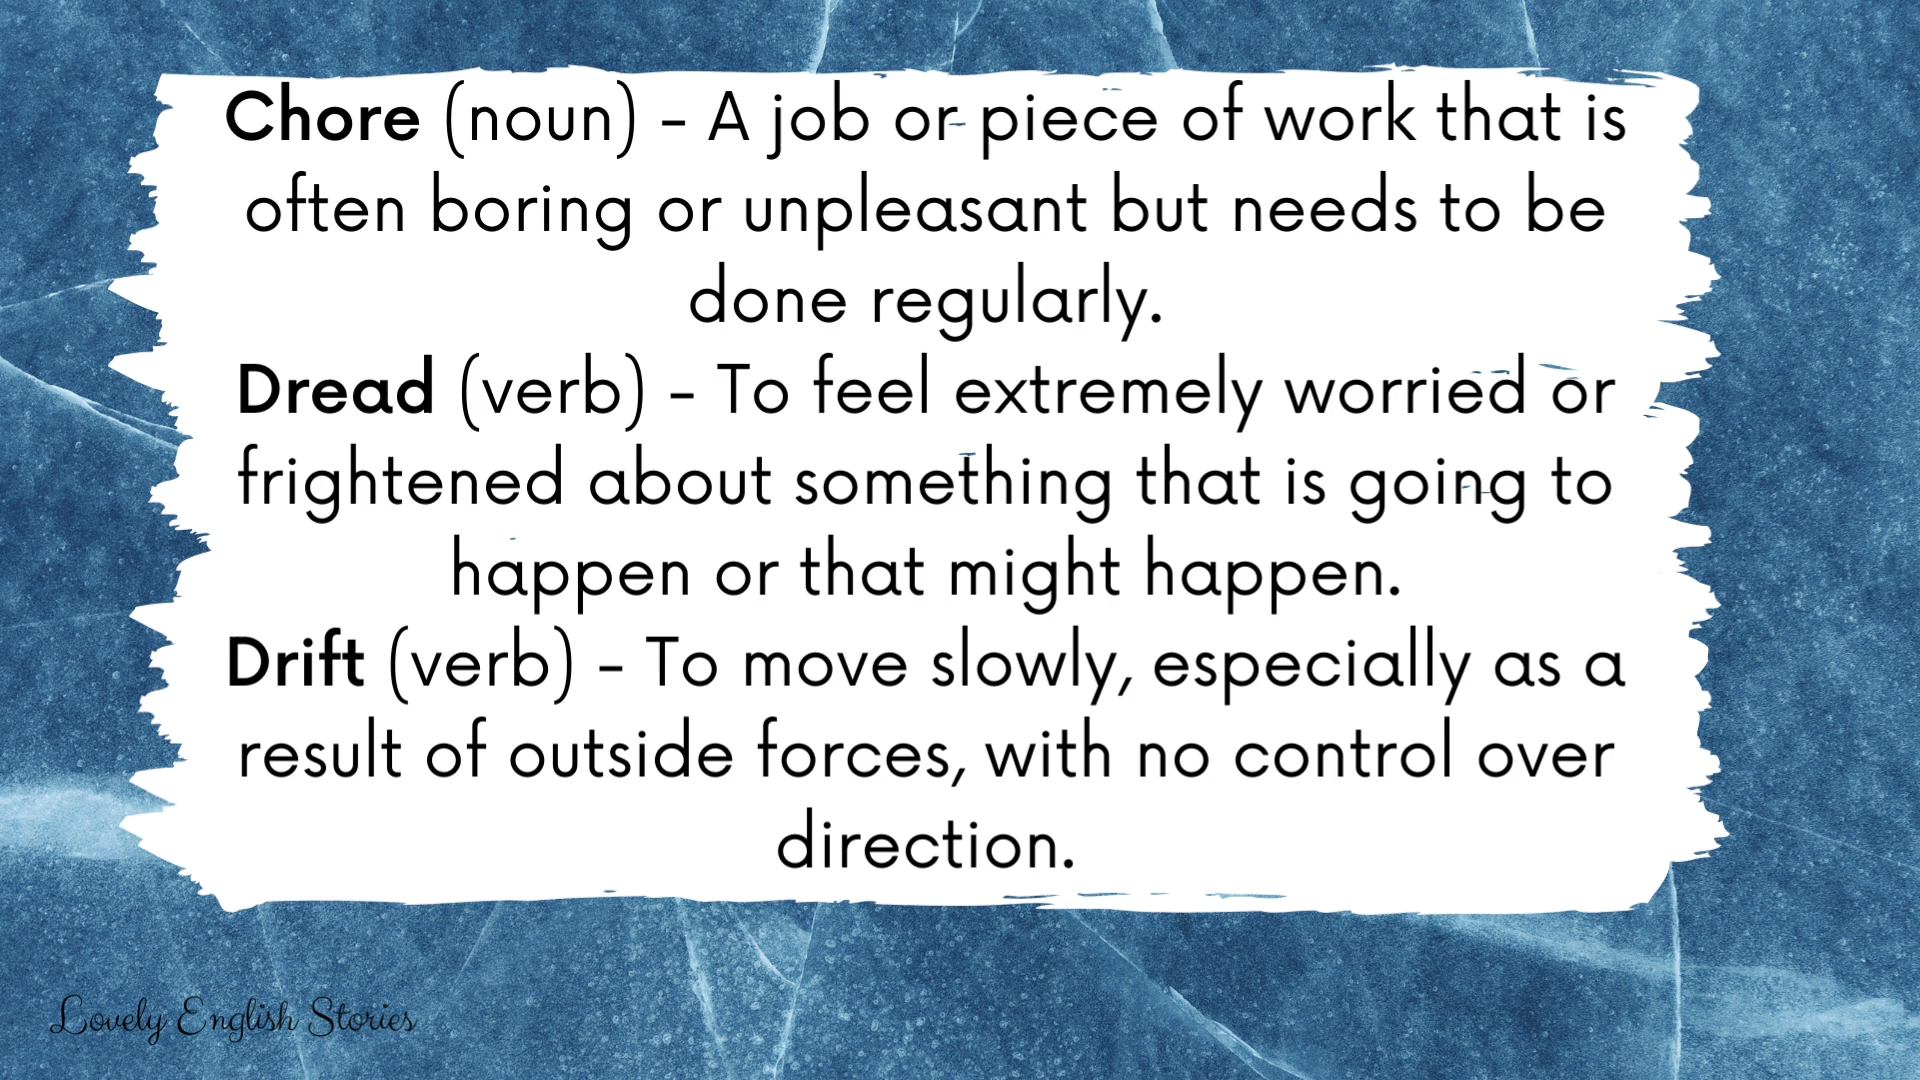 Chore (noun) - A job or piece of work that is
often boring or unpleasant but needs to be
done regularly.
Dread (verb) - To feel extremely worried or
frightened about something that is going to
happen or that might happen.
Drift (verb) - To move slowly, especially as a
result of outside forces, with no control over
direction.
Lovely English Stories